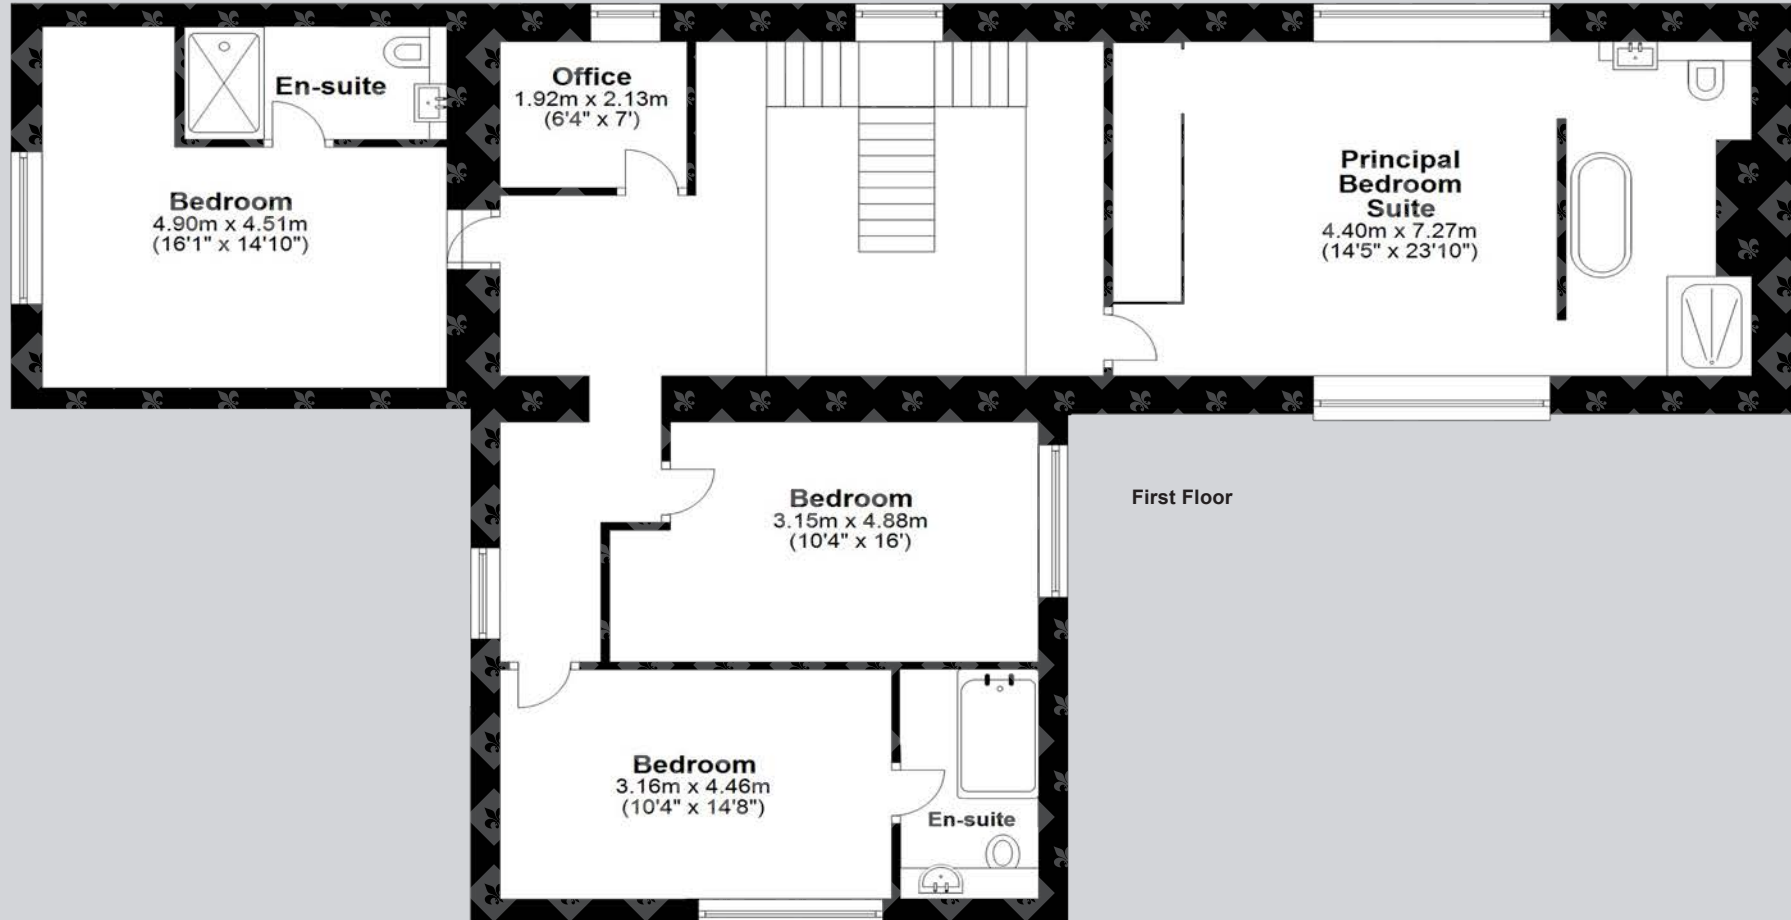 En-suite
Office
1.92m x 2.13m
(6'4" x 7')
Bedroom
4.90m x 4.51m
(16'1" x 14'10")
Principal
Bedroom
Suite
4.40m x 7.27m
(14'5" x 23'10")
Bedroom
3.15m x 4.88m
(10'4" x 16')
First Floor
Bedroom
3.16m x 4.46m
(10'4" x 14'8")
En-suite